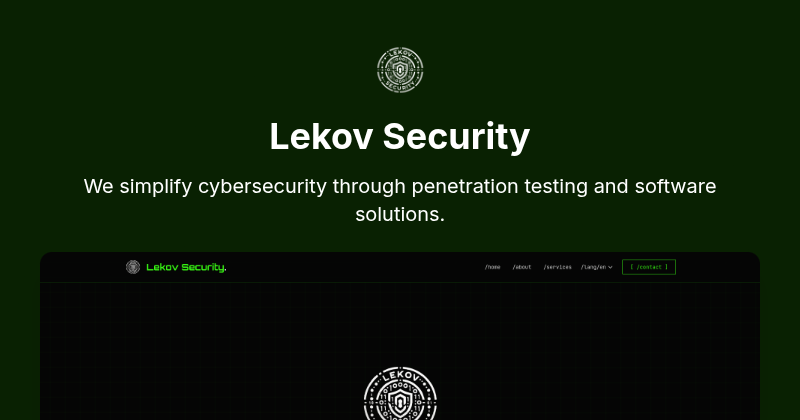 LEKOV
SECURITY
Lekov Security
We simplify cybersecurity through penetration testing and software
solutions.
Lekov Security.
/home
/about
/services
/lang/en
[ /contact ]
LEKOV